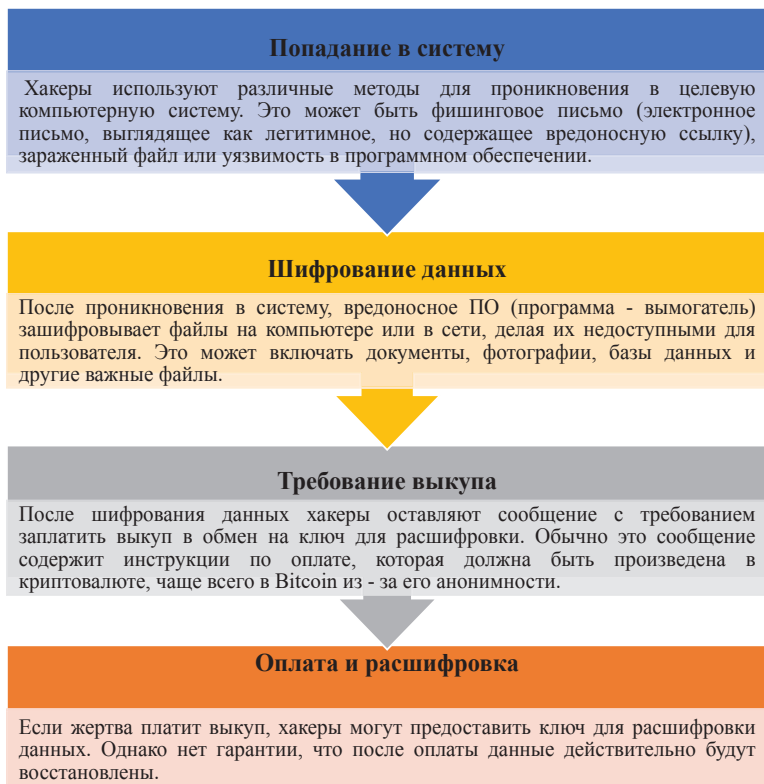 Попадание в систему
Хакеры используют различные методы для проникновения в целевую
компьютерную систему. Это может быть фишинговое письмо (электронное
письмо, выглядящее как легитимное, но содержащее вредоносную ссылку),
зараженный файл или уязвимость в программном обеспечении.
Шифрование данных
После проникновения в систему, вредоносное ПО (программа - вымогатель)
зашифровывает файлы на компьютере или в сети, делая их недоступными для
пользователя. Это может включать документы, фотографии, базы данных и
другие важные файлы.
Требование выкупа
После шифрования данных хакеры оставляют сообщение с требованием
заплатить выкуп в обмен на ключ для расшифровки. Обычно это сообщение
содержит инструкции по оплате, которая должна быть произведена в
криптовалюте, чаще всего в Bitcoin из - за его анонимности.
Оплата и расшифровка
Если жертва платит выкуп, хакеры могут предоставить ключ для расшифровки
данных. Однако нет гарантии, что после оплаты данные действительно будут
восстановлены.